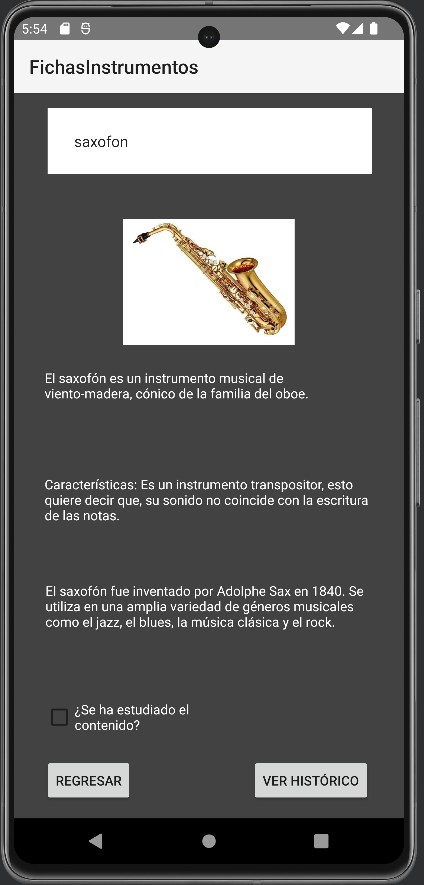 5:54
FichasInstrumentos
saxofon
El saxofón es un instrumento musical de
viento-madera, cónico de la familia del oboe.
Características: Es un instrumento transpositor, esto
quiere decir que, su sonido no coincide con la escritura
de las notas.
El saxofón fue inventado por Adolphe Sax en 1840. Se
utiliza en una amplia variedad de géneros musicales
como el jazz, el blues, la música clásica y el rock.
¿Se ha estudiado el
contenido?
REGRESAR
VER HISTÓRICO